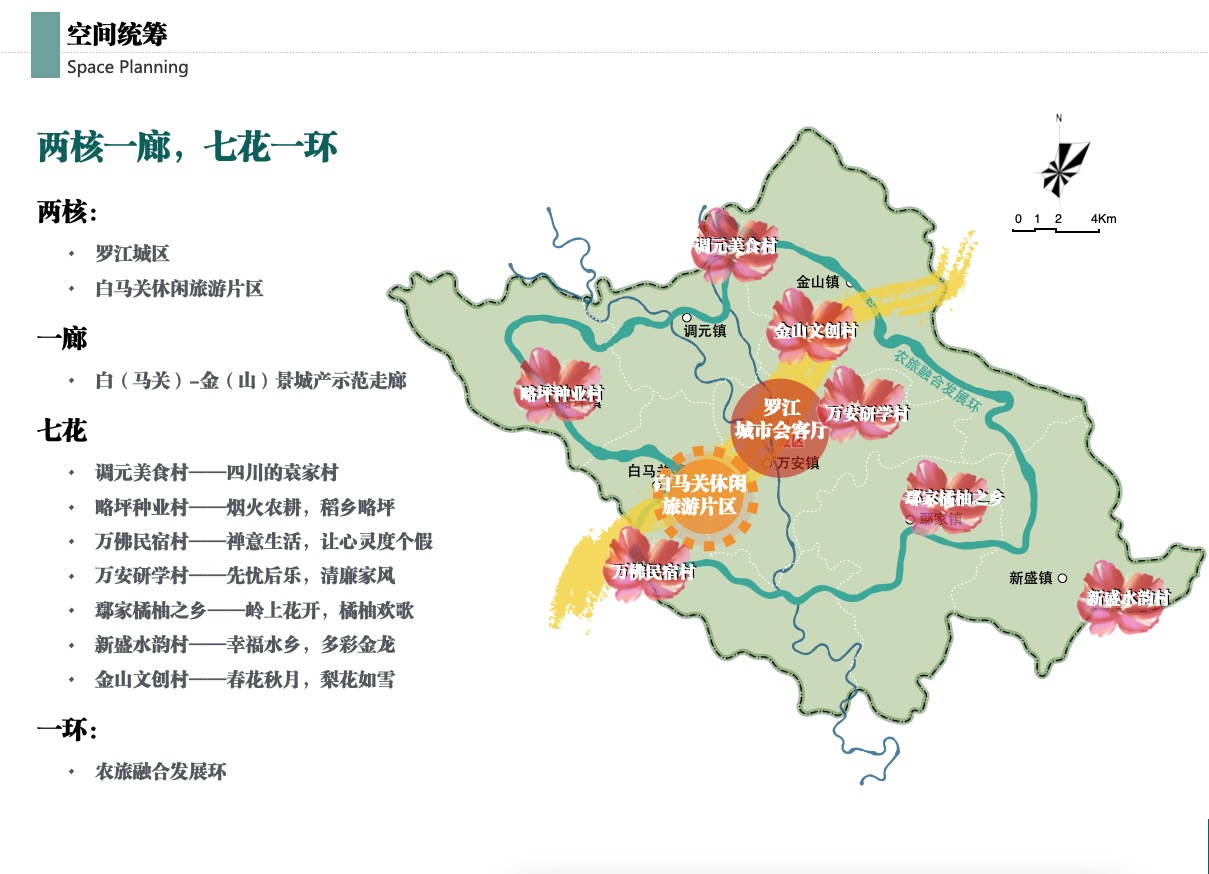 空间统筹
Space Planning
两核一廊，七花一环
两核：
• 罗江城区
• 白马关休闲旅游片区
一廊
• 白（马关）-金（山）景城产示范走廊
七花
• 调元美食村——四川的袁家村
• 略坪种业村——烟火农耕，稻乡略坪
• 万佛民宿村——禅意生活，让心灵度个假
• 万安研学村——先忧后乐，清廉家风
• 鄢家橘柚之乡——岭上花开，橘柚欢歌
• 新盛水韵村——幸福水乡，多彩金龙
• 金山文创村——春花秋月，梨花如雪
一环：
• 农旅融合发展环
N
0 1 2 4Km
调元美食村
金山镇
金山文创村
调元镇
农旅融合发展环
略坪种业村
镇
罗江
城市会客厅
万安研学村
城区
万安镇
白马关
白马关休闲
旅游片区
鄢家橘柚之乡
鄢家镇
万佛民宿村
新盛镇
新盛水韵村